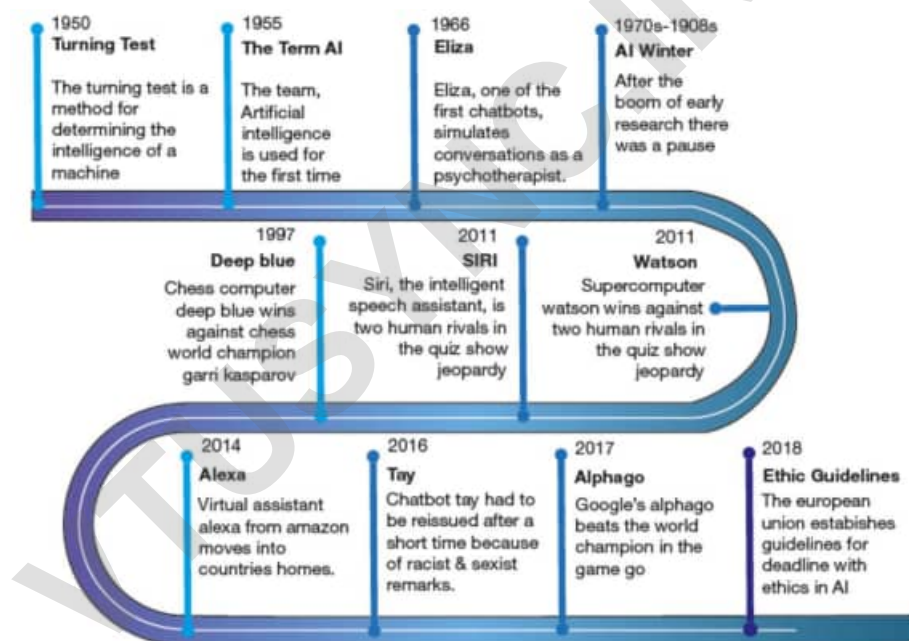 1950
Turning Test
The turning test is a
method for
determining the
intelligence of a
machine
1955
The Term AI
The team,
Artificial
intelligence
is used for
the first time
1966
Eliza
Eliza, one of the
first chatbots,
simulates
conversations as a
psychotherapist.
1970s-1908s
AI Winter
After the
boom of early
research there
was a pause
1997
Deep blue
Chess computer
deep blue wins
against chess
world champion
garri kasparov
2011
SIRI
Siri, the intelligent
speech assistant, is
two human rivals in
the quiz show
jeopardy
2011
Watson
Supercomputer
watson wins against
two human rivals in
the quiz show
jeopardy
2014
Alexa
Virtual assistant
alexa from amazon
moves into
countries homes.
2016
Tay
Chatbot tay had to
be reissued after a
short time because
of racist & sexist
remarks.
2017
Alphago
Google's alphago
beats the world
champion in the
game go
2018
Ethic Guidelines
The european
union estabishes
guidelines for
deadline with
ethics in AI